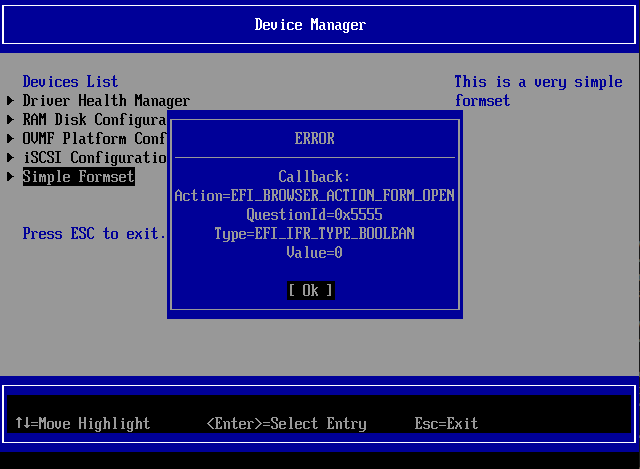 Device Manager
Devices List
This is a very simple
formset
Driver Health Manager
RAM Disk Configura
OVMF Platform Conf
iSCSI Configuratio
Simple Formset
Press ESC to exit.
ERROR
Callback:
Action=EFI_BROWSER_ACTION_FORM_OPEN
QuestionId=0x5555
Type=EFI_IFR_TYPE_BOOLEAN
Value=0
[ Ok ]
↑↓=Move Highlight <Enter>=Select Entry Esc=Exit